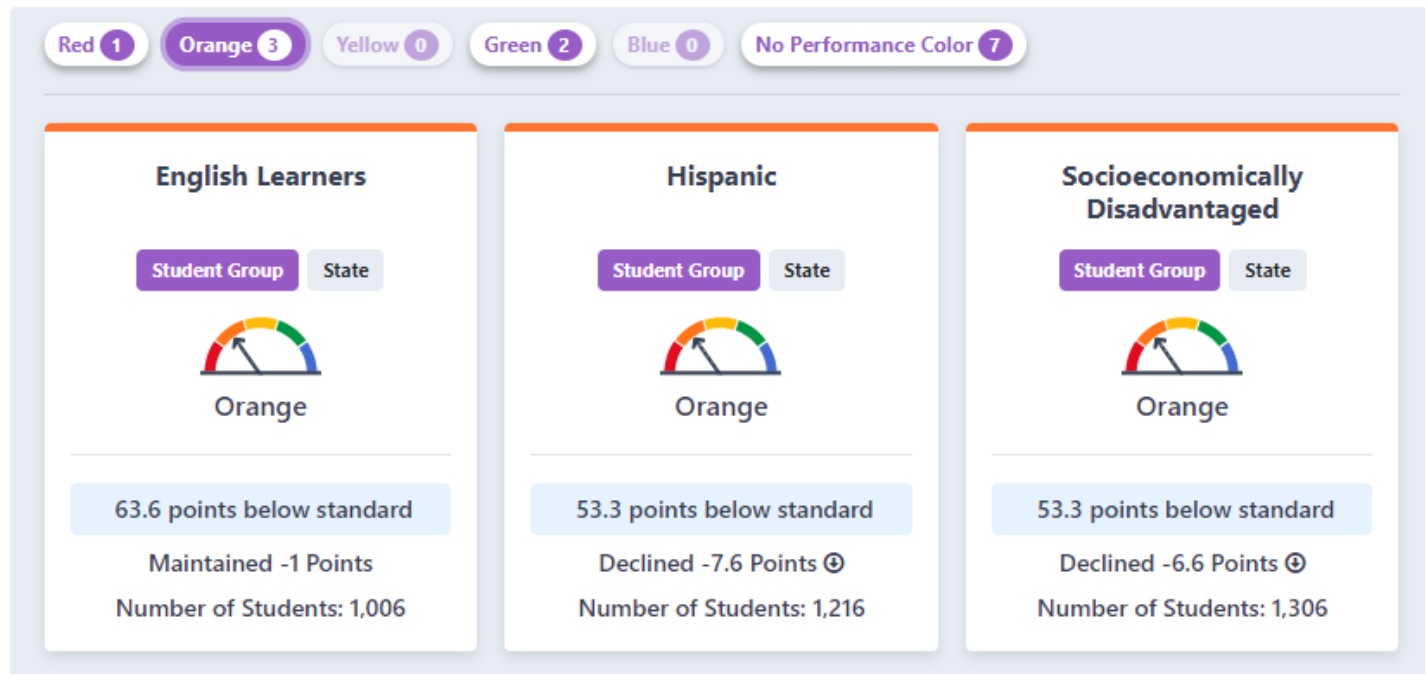 Red 1 Orange 3 Yellow 0 Green 2 Blue 0 No Performance Color 7
English Learners
Student Group State
Orange
63.6 points below standard
Maintained -1 Points
Number of Students: 1,006
Hispanic
Student Group State
Orange
53.3 points below standard
Declined -7.6 Points
Number of Students: 1,216
Socioeconomically
Disadvantaged
Student Group State
Orange
53.3 points below standard
Declined -6.6 Points
Number of Students: 1,306